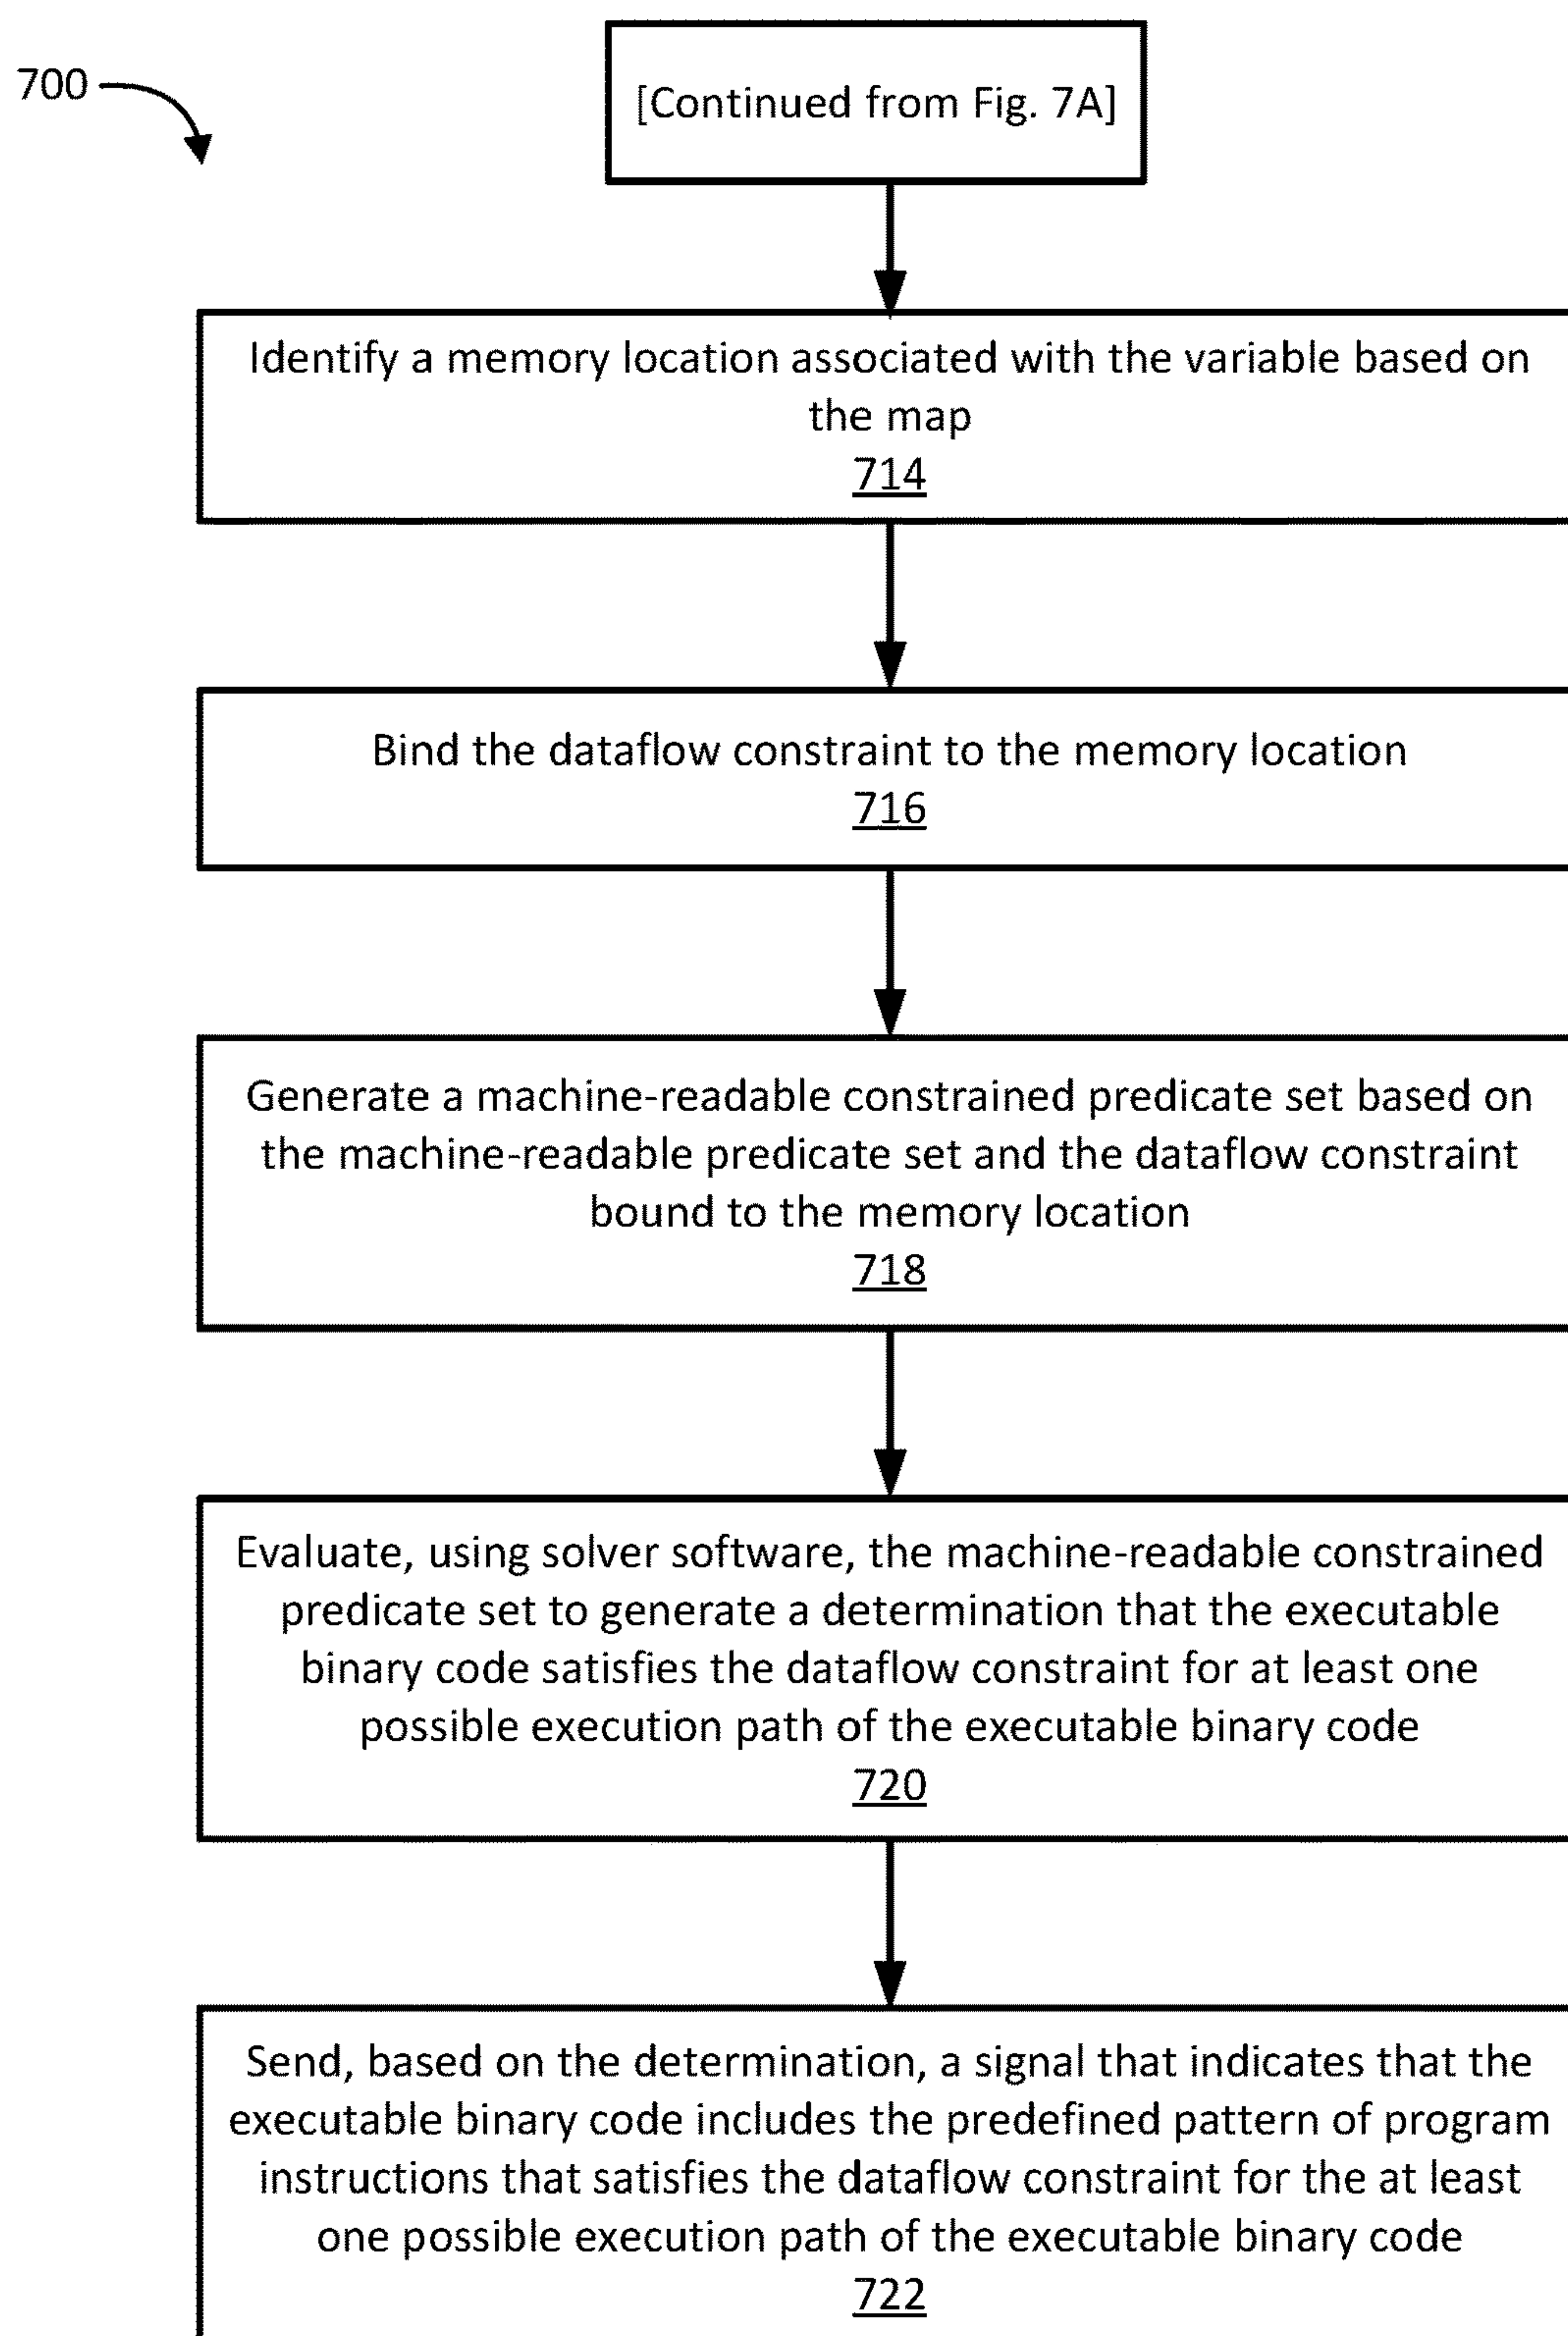 700
[Continued from Fig. 7A]
Identify a memory location associated with the variable based on
the map
714
Bind the dataflow constraint to the memory location
716
Generate a machine-readable constrained predicate set based on
the machine-readable predicate set and the dataflow constraint
bound to the memory location
718
Evaluate, using solver software, the machine-readable constrained
predicate set to generate a determination that the executable
binary code satisfies the dataflow constraint for at least one
possible execution path of the executable binary code
720
Send, based on the determination, a signal that indicates that the
executable binary code includes the predefined pattern of program
instructions that satisfies the dataflow constraint for the at least
one possible execution path of the executable binary code
722